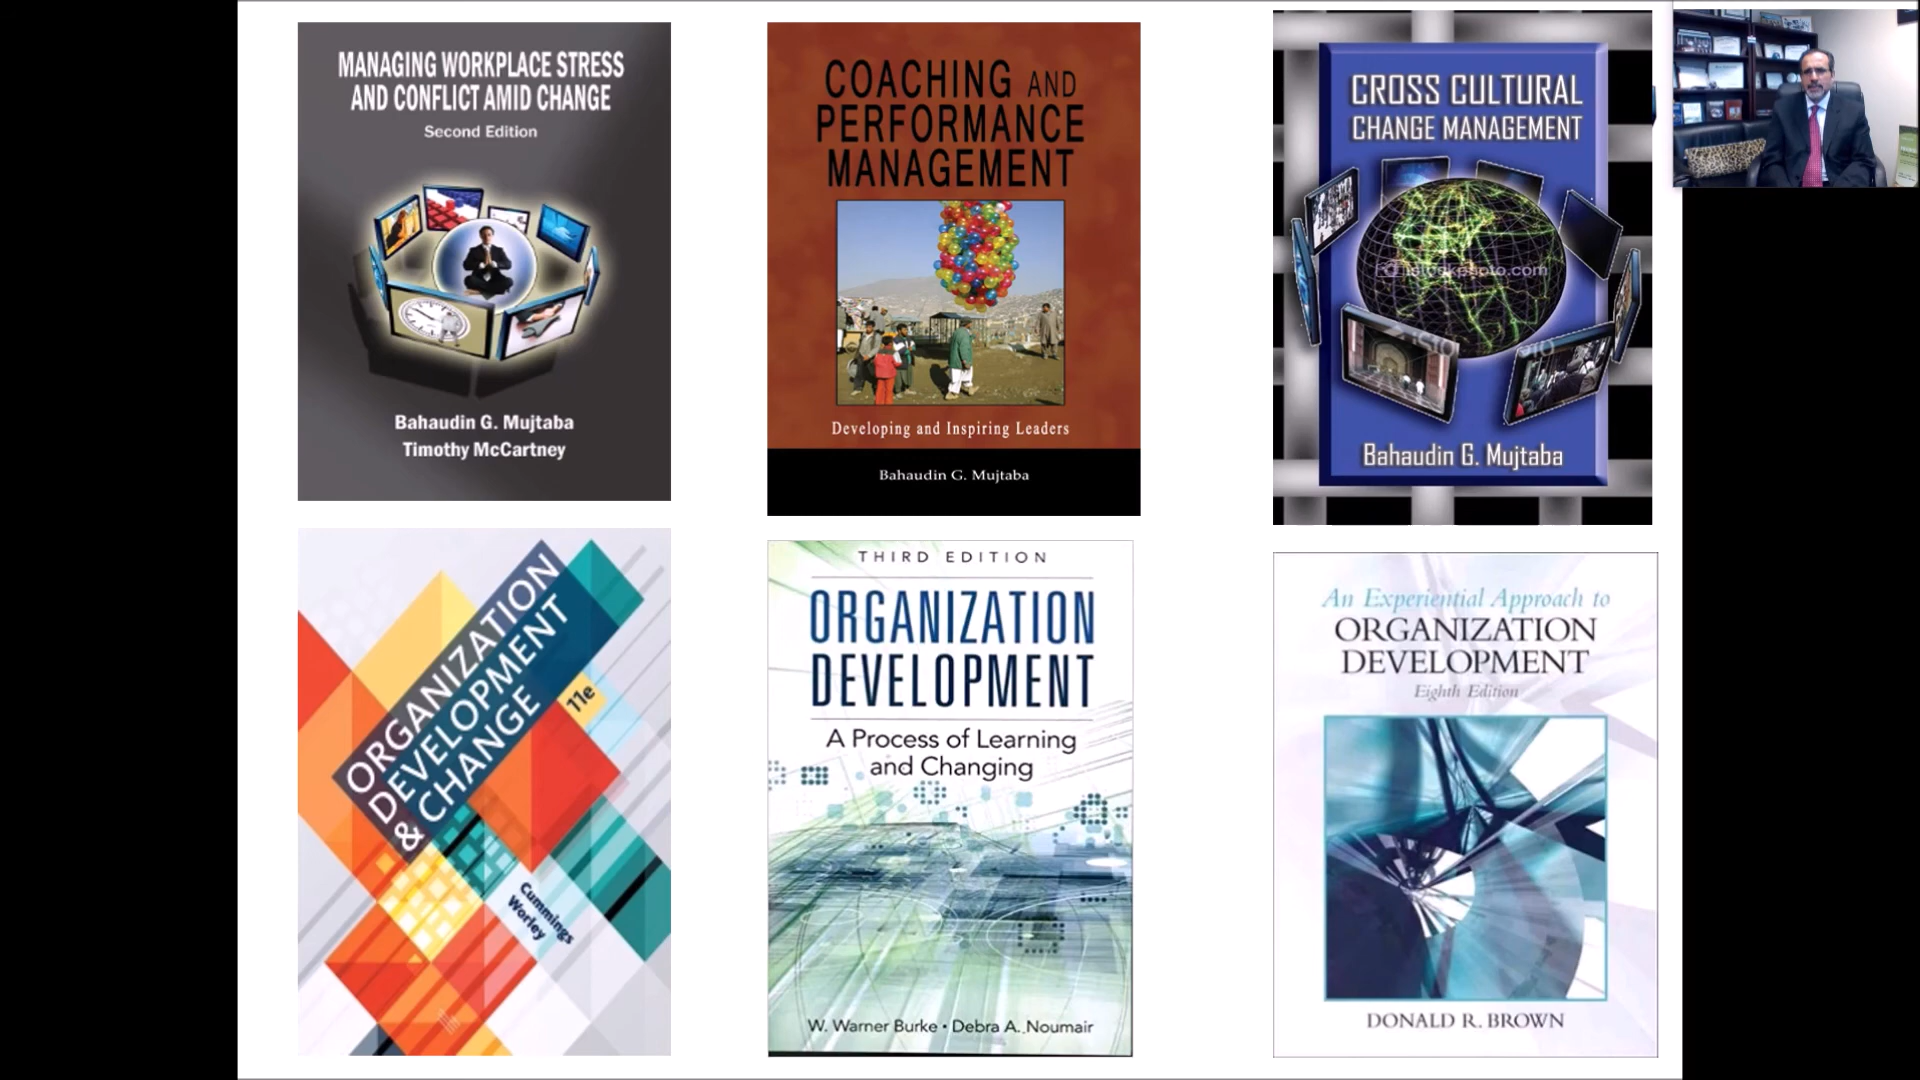 MANAGING WORKPLACE STRESS
AND CONFLICT AMID CHANGE
Second Edition
Bahaudin G. Mujtaba
Timothy McCartney
COACHING AND
PERFORMANCE
MANAGEMENT
Developing and Inspiring Leaders
Bahaudin G. Mujtaba
CROSS CULTURAL
CHANGE MANAGEMENT
Bahaudin G. Mujtaba
ORGANIZATION
DEVELOPMENT
& CHANGE
11e
Cummings
Worley
THIRD EDITION
ORGANIZATION
DEVELOPMENT
A Process of Learning
and Changing
W. Warner Burke • Debra A. Noumair
An Experiential Approach to
ORGANIZATION
DEVELOPMENT
Eighth Edition
DONALD R. BROWN